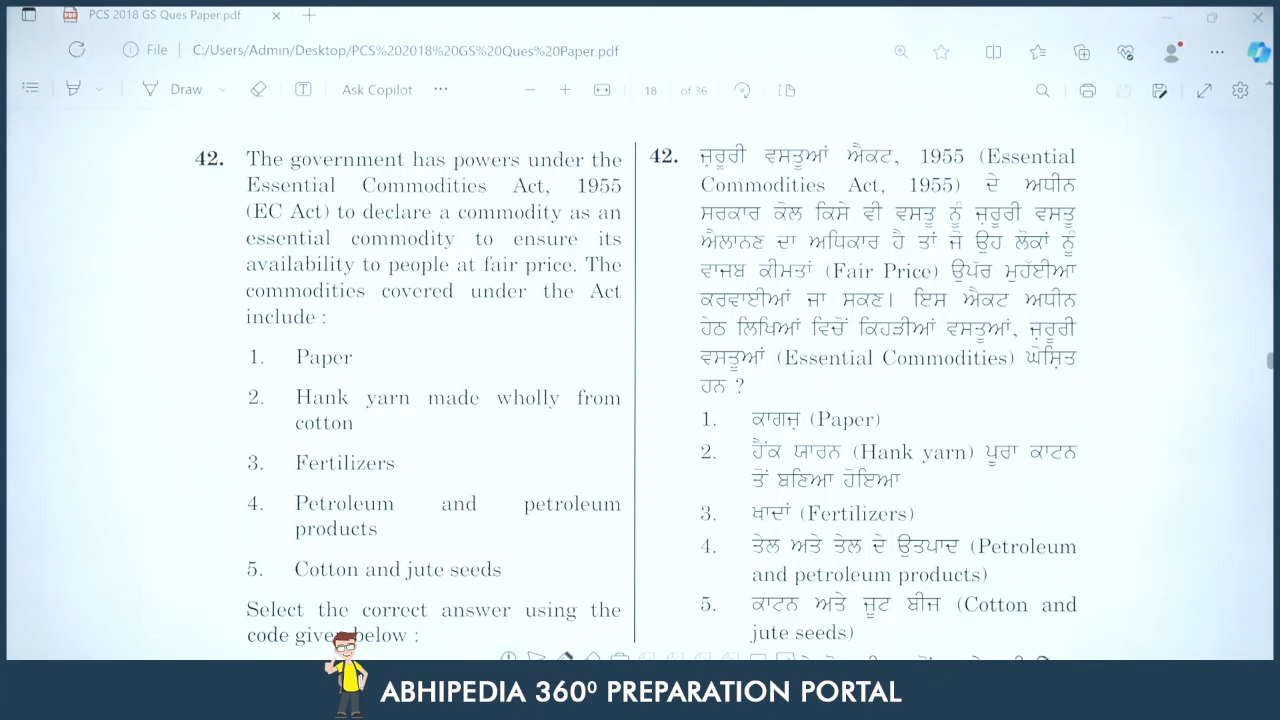 PCS 2018 GS Ques Paper.pdf
File C:/Users/Admin/Desktop/PCS%202018%20GS%20Ques%20Paper.pdf
Draw Ask Copilot 18 of 36
42. The government has powers under the
Essential Commodities Act, 1955
(EC Act) to declare a commodity as an
essential commodity to ensure its
availability to people at fair price. The
commodities covered under the Act
include :
1. Paper
2. Hank yarn made wholly from
cotton
3. Fertilizers
4. Petroleum and petroleum
products
5. Cotton and jute seeds
Select the correct answer using the
code given below :
42. ਜ਼ਰੂਰੀ ਵਸਤੂਆਂ ਐਕਟ, 1955 (Essential
Commodities Act, 1955) ਦੇ ਅਧੀਨ
ਸਰਕਾਰ ਕੋਲ ਕਿਸੇ ਵੀ ਵਸਤੂ ਨੂੰ ਜ਼ਰੂਰੀ ਵਸਤੂ
ਐਲਾਨਣ ਦਾ ਅਧਿਕਾਰ ਹੈ ਤਾਂ ਜੋ ਉਹ ਲੋਕਾਂ ਨੂੰ
ਵਾਜਬ ਕੀਮਤਾਂ (Fair Price) ਉਪੱਰ ਮੁਹੱਈਆ
ਕਰਵਾਈਆਂ ਜਾ ਸਕਣ। ਇਸ ਐਕਟ ਅਧੀਨ
ਹੇਠ ਲਿਖਿਆਂ ਵਿਚੋਂ ਕਿਹੜੀਆਂ ਵਸਤੂਆਂ, ਜ਼ਰੂਰੀ
ਵਸਤੂਆਂ (Essential Commodities) ਘੋਸ਼ਿਤ
ਹਨ ?
1. ਕਾਗਜ਼ (Paper)
2. ਹੈਂਕ ਯਾਰਨ (Hank yarn) ਪੂਰਾ ਕਾਟਨ
ਤੋਂ ਬਣਿਆ ਹੋਇਆ
3. ਖਾਦਾਂ (Fertilizers)
4. ਤੇਲ ਅਤੇ ਤੇਲ ਦੇ ਉਤਪਾਦ (Petroleum
and petroleum products)
5. ਕਾਟਨ ਅਤੇ ਜੂਟ ਬੀਜ (Cotton and
jute seeds)
ABHIPEDIA 360⁰ PREPARATION PORTAL